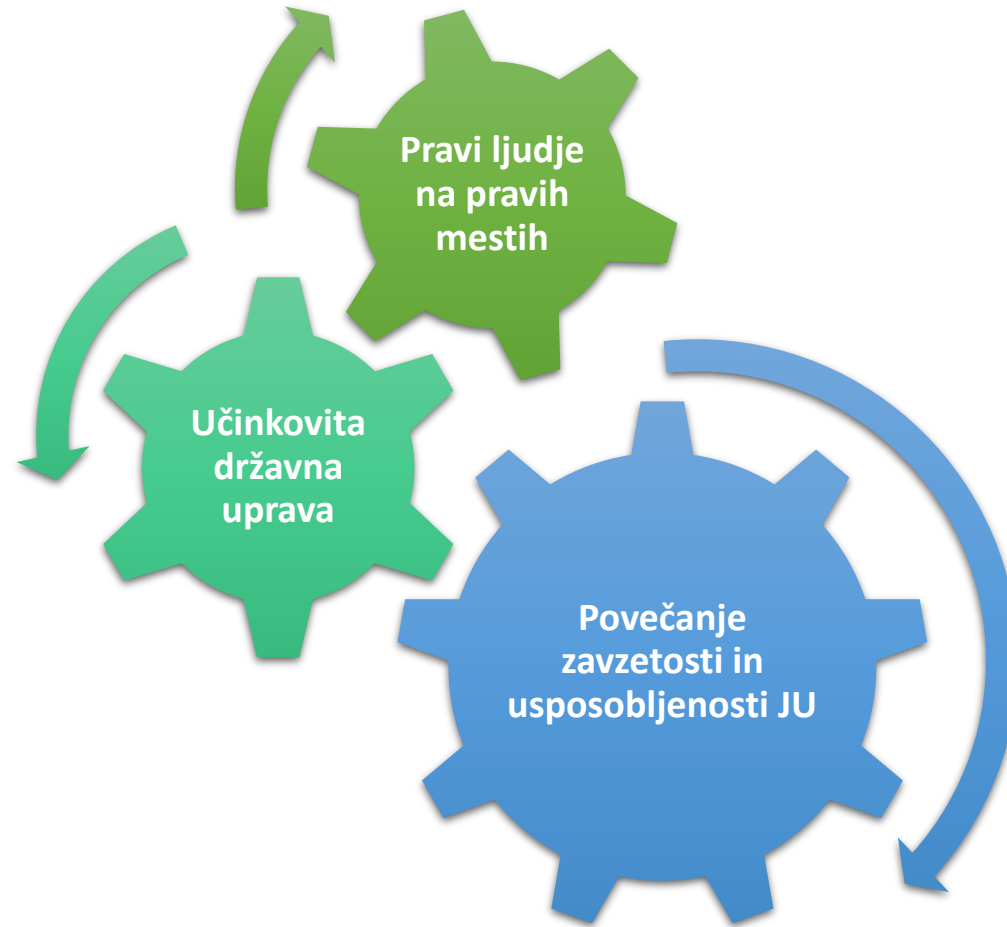 Pravi ljudje
na pravih
mestih
Učinkovita
državna
uprava
Povečanje
zavzetosti in
usposobljenosti JU